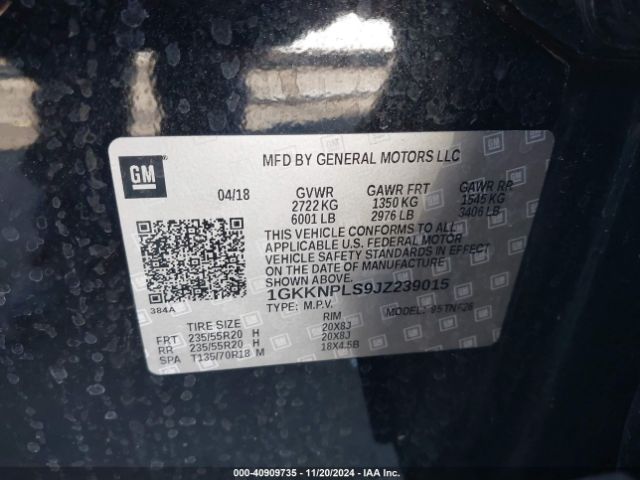 GM
MFD BY GENERAL MOTORS LLC
04/18 GVWR GAWR FRT GAWR RR
2722 KG 1350 KG 1545 KG
6001 LB 2976 LB 3406 LB
THIS VEHICLE CONFORMS TO ALL
APPLICABLE U.S. FEDERAL MOTOR
VEHICLE SAFETY STANDARDS IN
EFFECT ON THE DATE OF MANUFACTURE
SHOWN ABOVE.
1GKKNPLS9JZ239015
384A TYPE: M.P.V. MODEL:
TIRE SIZE RIM
FRT 235/55R20 H 20X8J
RR 235/55R20 H 20X8J
SPA T135/70R18 M 18X4.5B
000-40909735 - 11/20/2024 - IAA Inc.